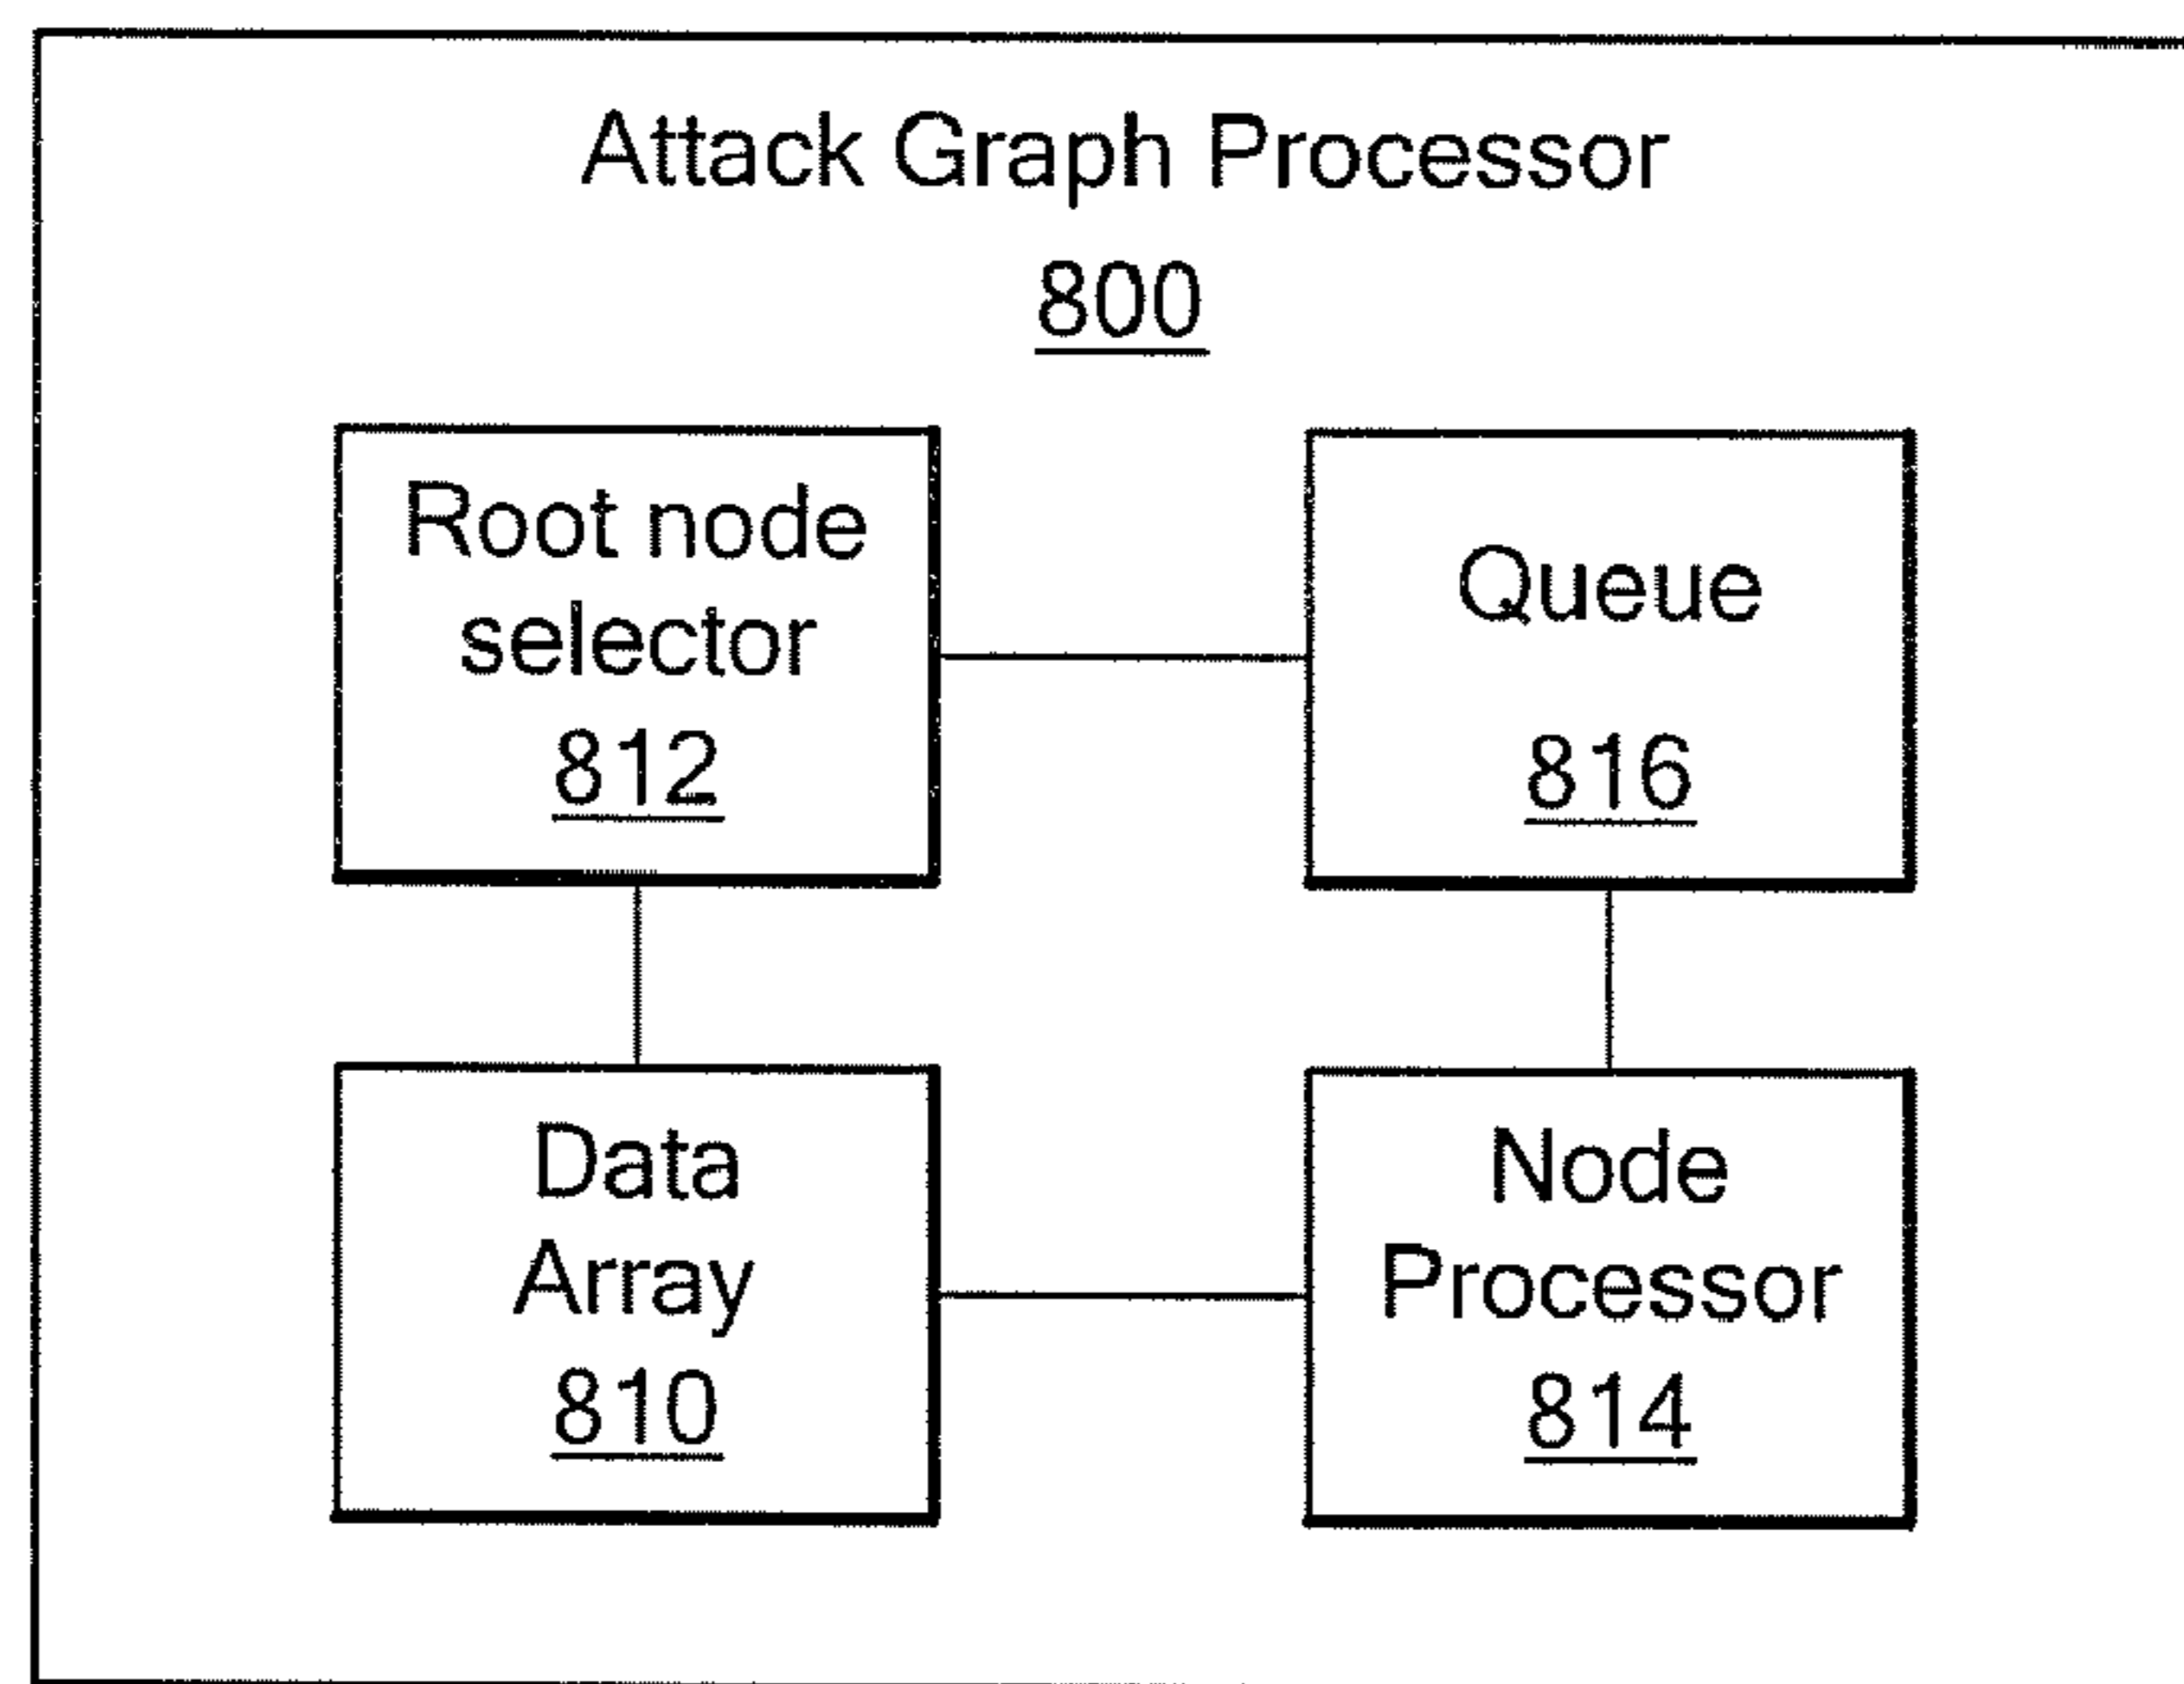 Attack Graph Processor
800
Root node
selector
812
Queue
816
Data
Array
810
Node
Processor
814